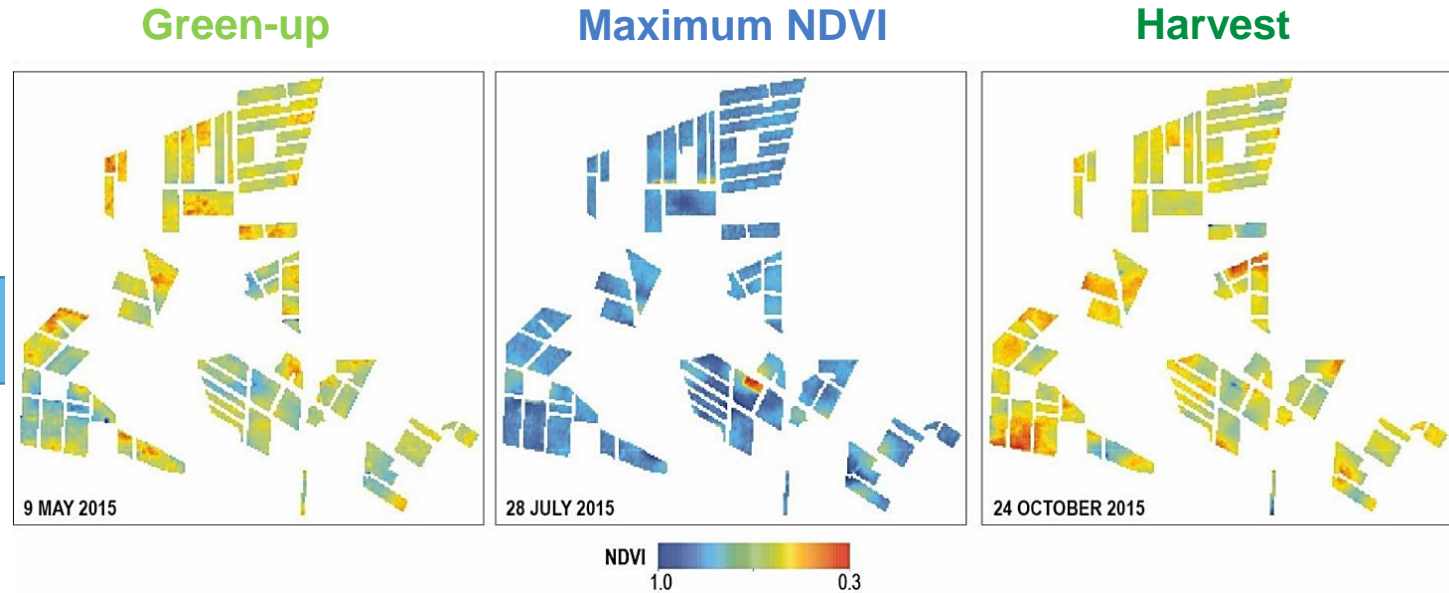 Green-up
Maximum NDVI
Harvest
9 MAY 2015
28 JULY 2015
24 OCTOBER 2015
NDVI
1.0
0.3